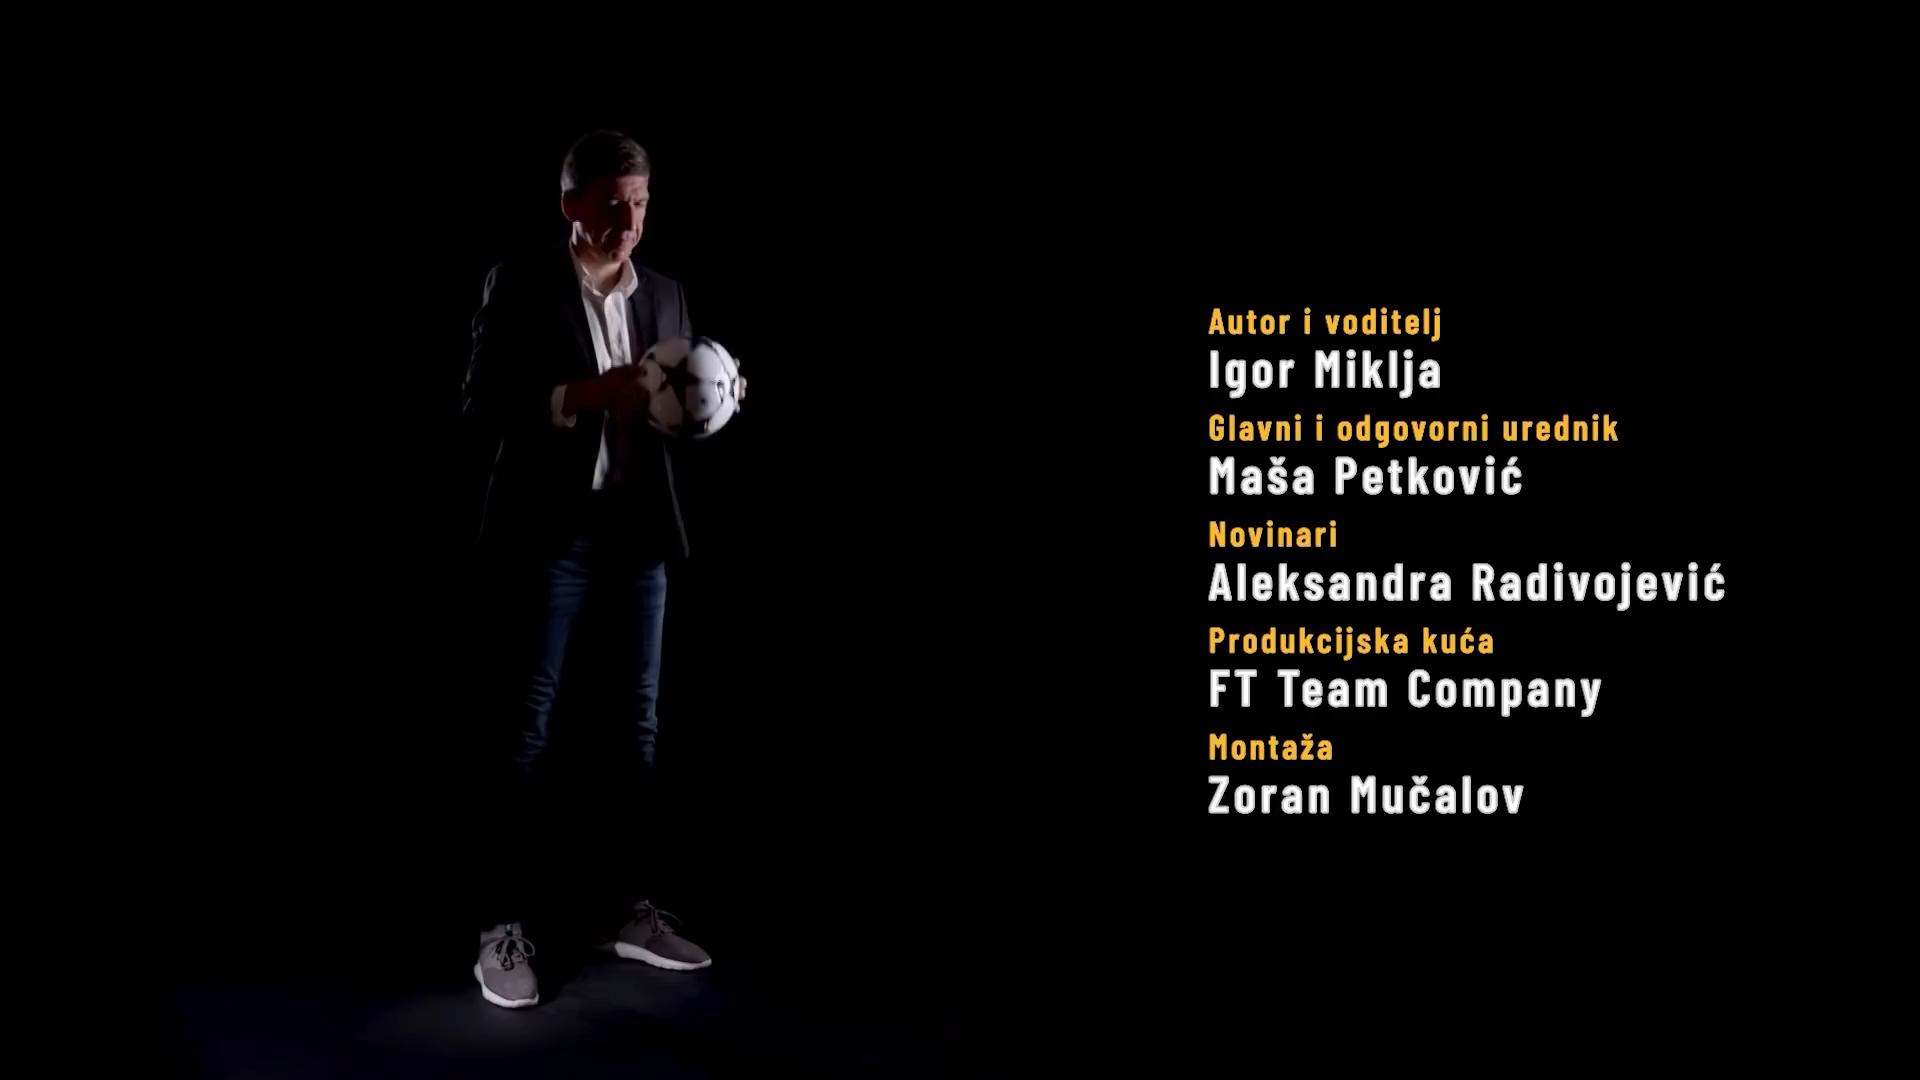 Autor i voditelj
Igor Miklja
Glavni i odgovorni urednik
Maša Petković
Novinari
Aleksandra Radivojević
Produkcijska kuća
FT Team Company
Montaža
Zoran Mučalov